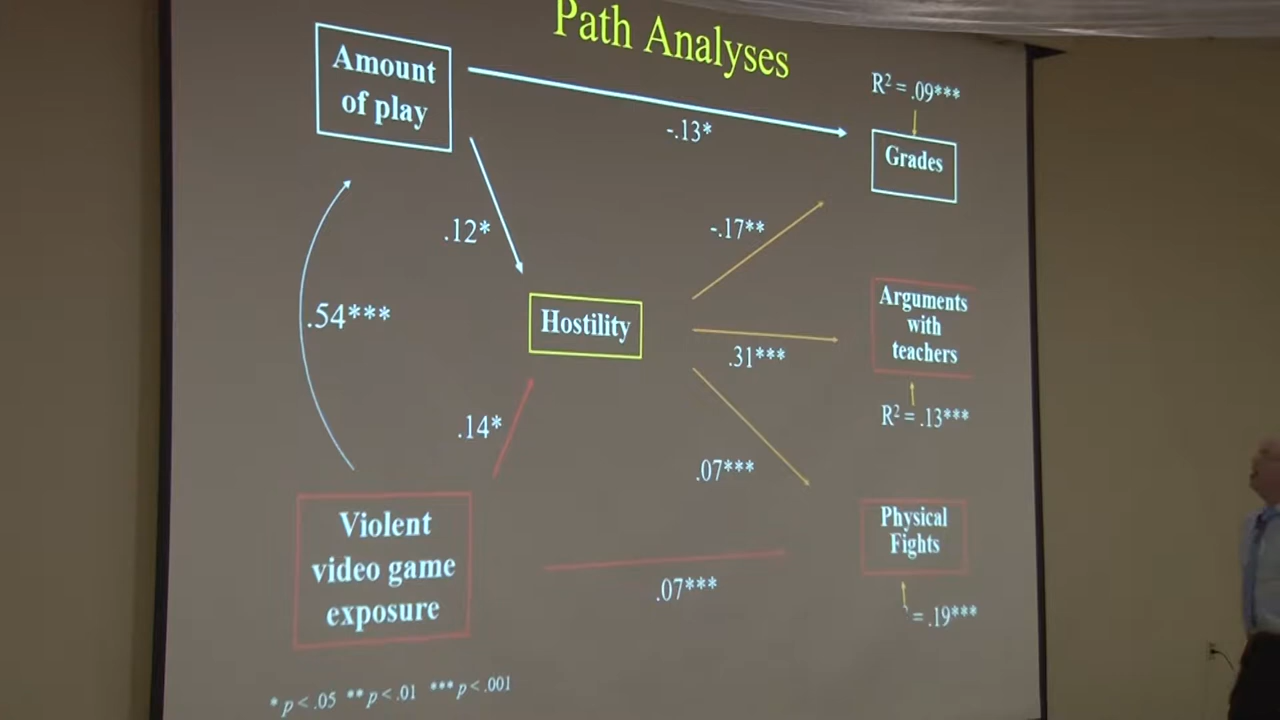 Path Analyses
Amount
of play
-.13*
R² = .09***
Grades
.12*
-.17**
.54***
Hostility
Arguments
with
teachers
.31***
R² = .13***
.14*
.07***
Violent
video game
exposure
Physical
Fights
.07***
= .19***
* p < .05 ** p < .01 *** p < .001